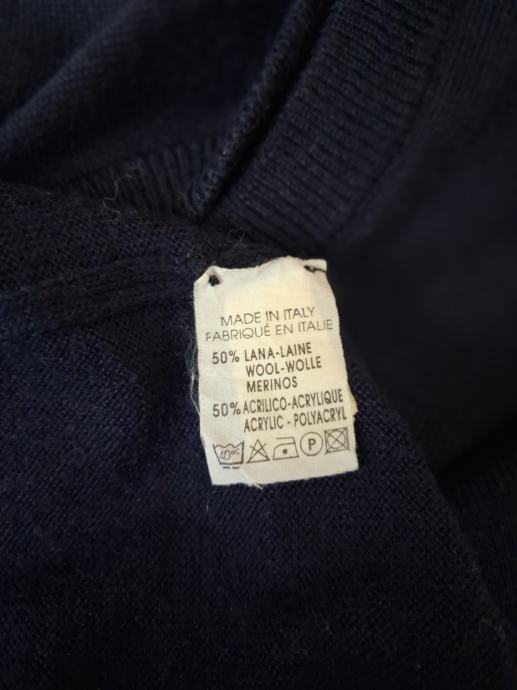 MADE IN ITALY
FABRIQUÉ EN ITALIE
50% LANA-LAINE
WOOL-WOLLE
MERINOS
50% ACRILICO-ACRYLIQUE
ACRYLIC - POLYACRYL
40°C P